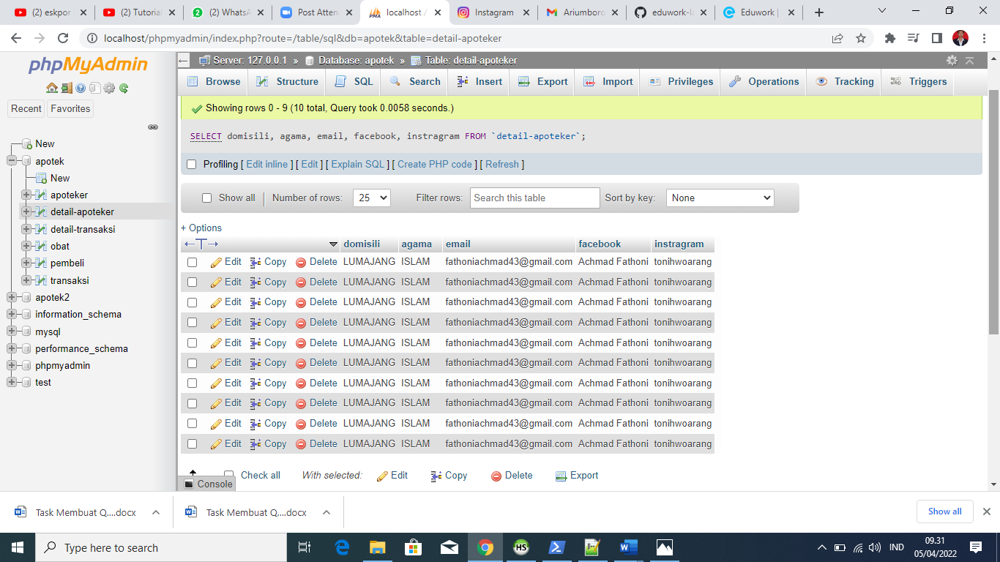 (2) eskpor
(2) Tutorial
(2) WhatsA
Post Atten
localhost /
Instagram
Ariumboro
eduwork-la
Eduwork |
localhost/phpmyadmin/index.php?route=/table/sql&db=apotek&table=detail-apoteker
phpMyAdmin
Recent
Favorites
New
apotek
New
apoteker
detail-apoteker
detail-transaksi
obat
pembeli
transaksi
apotek2
information_schema
mysql
performance_schema
phpmyadmin
test
Server: 127.0.0.1 » Database: apotek » Table: detail-apoteker
Browse Structure SQL Search Insert Export Import Privileges Operations Tracking Triggers
Showing rows 0 - 9 (10 total, Query took 0.0058 seconds.)
SELECT domisili, agama, email, facebook, instragram FROM `detail-apoteker`;
Profiling [ Edit inline ] [ Edit ] [ Explain SQL ] [ Create PHP code ] [ Refresh ]
Show all Number of rows: 25 Filter rows: Search this table Sort by key: None
+ Options
←T→ domisili agama email facebook instragram
Edit Copy Delete LUMAJANG ISLAM fathoniachmad43@gmail.com Achmad Fathoni tonihwoarang
Edit Copy Delete LUMAJANG ISLAM fathoniachmad43@gmail.com Achmad Fathoni tonihwoarang
Edit Copy Delete LUMAJANG ISLAM fathoniachmad43@gmail.com Achmad Fathoni tonihwoarang
Edit Copy Delete LUMAJANG ISLAM fathoniachmad43@gmail.com Achmad Fathoni tonihwoarang
Edit Copy Delete LUMAJANG ISLAM fathoniachmad43@gmail.com Achmad Fathoni tonihwoarang
Edit Copy Delete LUMAJANG ISLAM fathoniachmad43@gmail.com Achmad Fathoni tonihwoarang
Edit Copy Delete LUMAJANG ISLAM fathoniachmad43@gmail.com Achmad Fathoni tonihwoarang
Edit Copy Delete LUMAJANG ISLAM fathoniachmad43@gmail.com Achmad Fathoni tonihwoarang
Edit Copy Delete LUMAJANG ISLAM fathoniachmad43@gmail.com Achmad Fathoni tonihwoarang
Edit Copy Delete LUMAJANG ISLAM fathoniachmad43@gmail.com Achmad Fathoni tonihwoarang
Check all With selected: Edit Copy Delete Export
Console
Task Membuat Q....docx
Task Membuat Q....docx
Show all
Type here to search
IND
09.31
05/04/2022